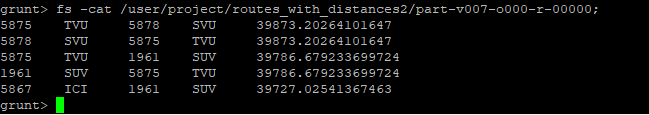 grunt> fs -cat /user/project/routes_with_distances2/part-v007-o000-r-00000;
5875 TVU 5878 SVU 39873.20264101647
5878 SVU 5875 TVU 39873.20264101647
5875 TVU 1961 SUV 39786.679233699724
1961 SUV 5875 TVU 39786.679233699724
5867 ICI 1961 SUV 39727.02541367463
grunt>